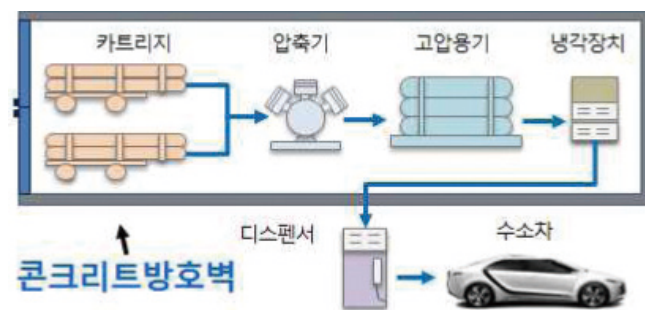 카트리지
압축기
고압용기
냉각장치
디스펜서
수소차
콘크리트방호벽